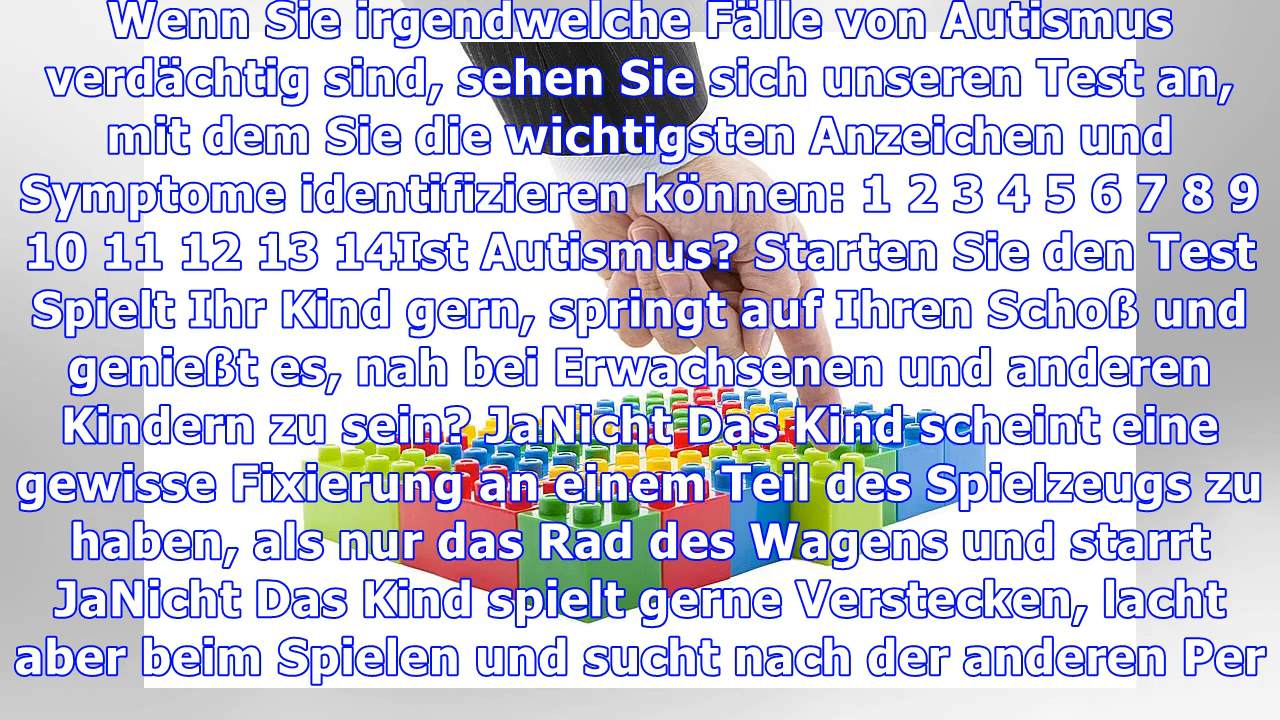 Wenn Sie irgendwelche Fälle von Autismus
verdächtig sind, sehen Sie sich unseren Test an,
mit dem Sie die wichtigsten Anzeichen und
Symptome identifizieren können: 1 2 3 4 5 6 7 8 9
10 11 12 13 14Ist Autismus? Starten Sie den Test
Spielt Ihr Kind gern, springt auf Ihren Schoß und
genießt es, nah bei Erwachsenen und anderen
Kindern zu sein? JaNicht Das Kind scheint eine
gewisse Fixierung an einem Teil des Spielzeugs zu
haben, als nur das Rad des Wagens und starrt
JaNicht Das Kind spielt gerne Verstecken, lacht
aber beim Spielen und sucht nach der anderen Per